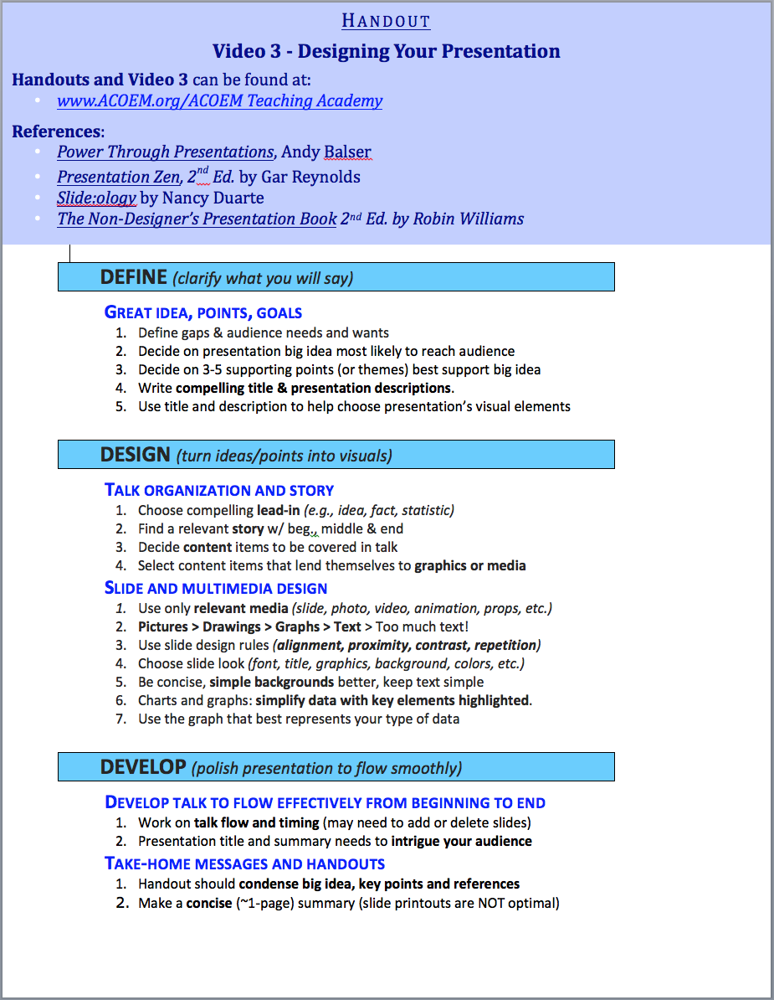 HANDOUT
Video 3 - Designing Your Presentation
Handouts and Video 3 can be found at:
• www.ACOEM.org/ACOEM Teaching Academy
References:
• Power Through Presentations, Andy Balser
• Presentation Zen, 2nd Ed. by Gar Reynolds
• Slide:ology by Nancy Duarte
• The Non-Designer’s Presentation Book 2nd Ed. by Robin Williams
DEFINE (clarify what you will say)
GREAT IDEA, POINTS, GOALS
1. Define gaps & audience needs and wants
2. Decide on presentation big idea most likely to reach audience
3. Decide on 3-5 supporting points (or themes) best support big idea
4. Write compelling title & presentation descriptions.
5. Use title and description to help choose presentation’s visual elements
DESIGN (turn ideas/points into visuals)
TALK ORGANIZATION AND STORY
1. Choose compelling lead-in (e.g., idea, fact, statistic)
2. Find a relevant story w/ beg., middle & end
3. Decide content items to be covered in talk
4. Select content items that lend themselves to graphics or media
SLIDE AND MULTIMEDIA DESIGN
1. Use only relevant media (slide, photo, video, animation, props, etc.)
2. Pictures > Drawings > Graphs > Text > Too much text!
3. Use slide design rules (alignment, proximity, contrast, repetition)
4. Choose slide look (font, title, graphics, background, colors, etc.)
5. Be concise, simple backgrounds better, keep text simple
6. Charts and graphs: simplify data with key elements highlighted.
7. Use the graph that best represents your type of data
DEVELOP (polish presentation to flow smoothly)
DEVELOP TALK TO FLOW EFFECTIVELY FROM BEGINNING TO END
1. Work on talk flow and timing (may need to add or delete slides)
2. Presentation title and summary needs to intrigue your audience
TAKE-HOME MESSAGES AND HANDOUTS
1. Handout should condense big idea, key points and references
2. Make a concise (~1-page) summary (slide printouts are NOT optimal)